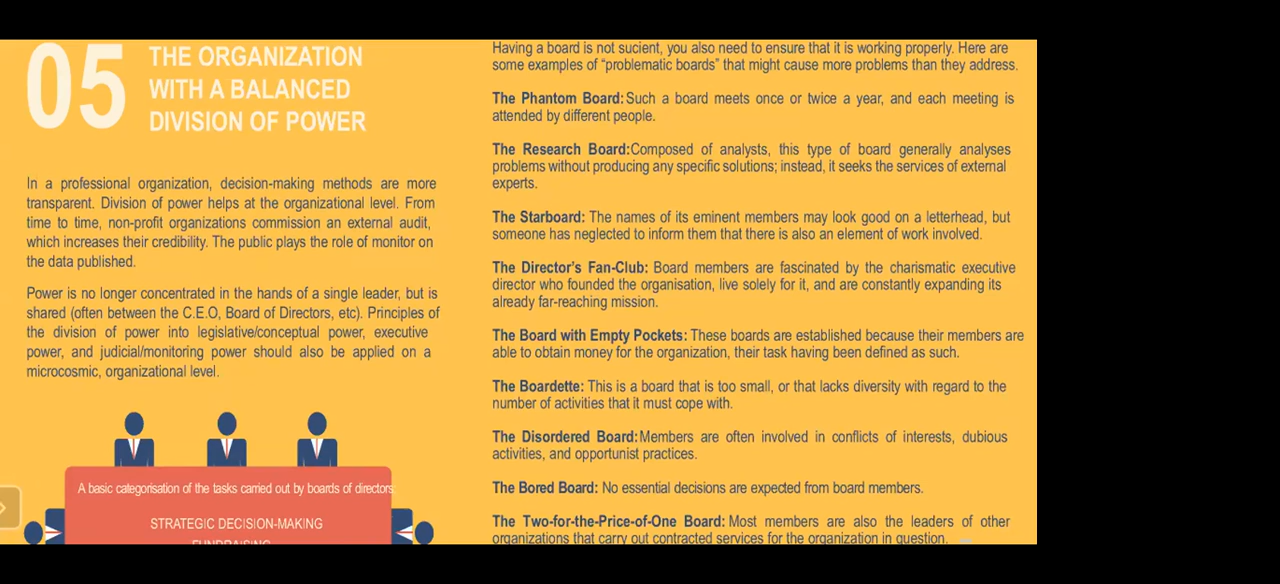 05
THE ORGANIZATION
WITH A BALANCED
DIVISION OF POWER
In a professional organization, decision-making methods are more
transparent. Division of power helps at the organizational level. From
time to time, non-profit organizations commission an external audit,
which increases their credibility. The public plays the role of monitor on
the data published.
Power is no longer concentrated in the hands of a single leader, but is
shared (often between the C.E.O, Board of Directors, etc). Principles of
the division of power into legislative/conceptual power, executive
power, and judicial/monitoring power should also be applied on a
microcosmic, organizational level.
A basic categorisation of the tasks carried out by boards of directors:
STRATEGIC DECISION-MAKING
FUNDRAISING
Having a board is not sucient, you also need to ensure that it is working properly. Here are
some examples of “problematic boards” that might cause more problems than they address.
The Phantom Board: Such a board meets once or twice a year, and each meeting is
attended by different people.
The Research Board:Composed of analysts, this type of board generally analyses
problems without producing any specific solutions; instead, it seeks the services of external
experts.
The Starboard: The names of its eminent members may look good on a letterhead, but
someone has neglected to inform them that there is also an element of work involved.
The Director’s Fan-Club: Board members are fascinated by the charismatic executive
director who founded the organisation, live solely for it, and are constantly expanding its
already far-reaching mission.
The Board with Empty Pockets: These boards are established because their members are
able to obtain money for the organization, their task having been defined as such.
The Boardette: This is a board that is too small, or that lacks diversity with regard to the
number of activities that it must cope with.
The Disordered Board:Members are often involved in conflicts of interests, dubious
activities, and opportunist practices.
The Bored Board: No essential decisions are expected from board members.
The Two-for-the-Price-of-One Board: Most members are also the leaders of other
organizations that carry out contracted services for the organization in question.